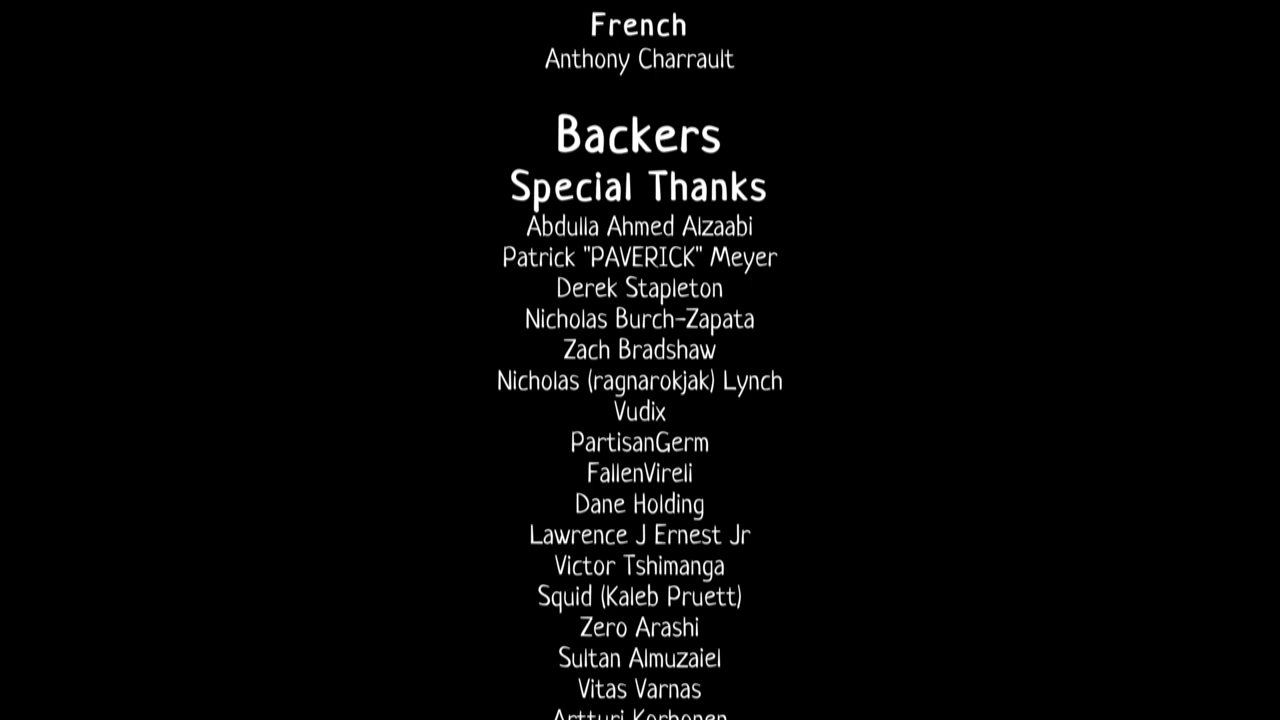 French
Anthony Charrault
Backers
Special Thanks
Abdulla Ahmed Alzaabi
Patrick "PAVERICK" Meyer
Derek Stapleton
Nicholas Burch-Zapata
Zach Bradshaw
Nicholas (ragnarokjak) Lynch
Vudix
PartisanGerm
FallenVireli
Dane Holding
Lawrence J Ernest Jr
Victor Tshimanga
Squid (Kaleb Pruett)
Zero Arashi
Sultan Almuzaiel
Vitas Varnas
Artturi Korhonen